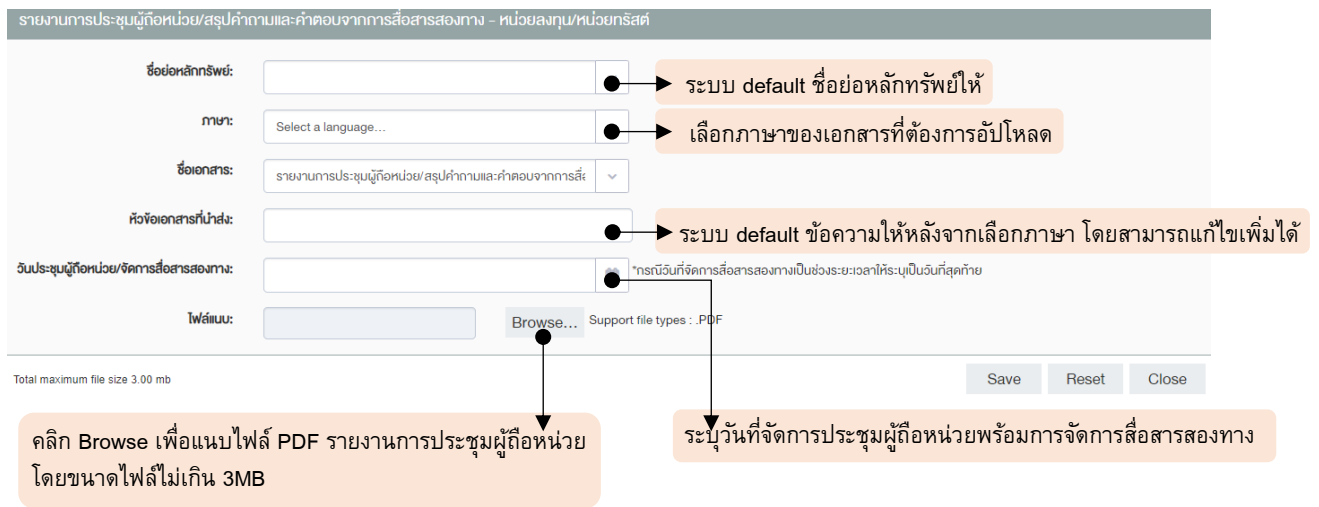 รายงานการประชุมผู้ถือหน่วย/สรุปคำถามและคำตอบจากการสื่อสารสองทาง - หน่วยลงทุน/หน่วยทรัสต์
ชื่อย่อหลักทรัพย์:
ระบบ default ชื่อย่อหลักทรัพย์ให้
ภาษา:
Select a language...
เลือกภาษาของเอกสารที่ต้องการอัปโหลด
ชื่อเอกสาร:
รายงานการประชุมผู้ถือหน่วย/สรุปคำถามและคำตอบจากการสื่อ
หัวข้อเอกสารที่นำส่ง:
ระบบ default ข้อความให้หลังจากเลือกภาษา โดยสามารถแก้ไขเพิ่มได้
วันประชุมผู้ถือหน่วย/จัดการสื่อสารสองทาง:
*กรณีวันที่จัดการสื่อสารสองทางเป็นช่วงระยะเวลาให้ระบุเป็นวันที่สุดท้าย
ไฟล์แนบ:
Browse...
Support file types : .PDF
Total maximum file size 3.00 mb
Save
Reset
Close
คลิก Browse เพื่อแนบไฟล์ PDF รายงานการประชุมผู้ถือหน่วย
โดยขนาดไฟล์ไม่เกิน 3MB
ระบุวันที่จัดการประชุมผู้ถือหน่วยพร้อมการจัดการสื่อสารสองทาง